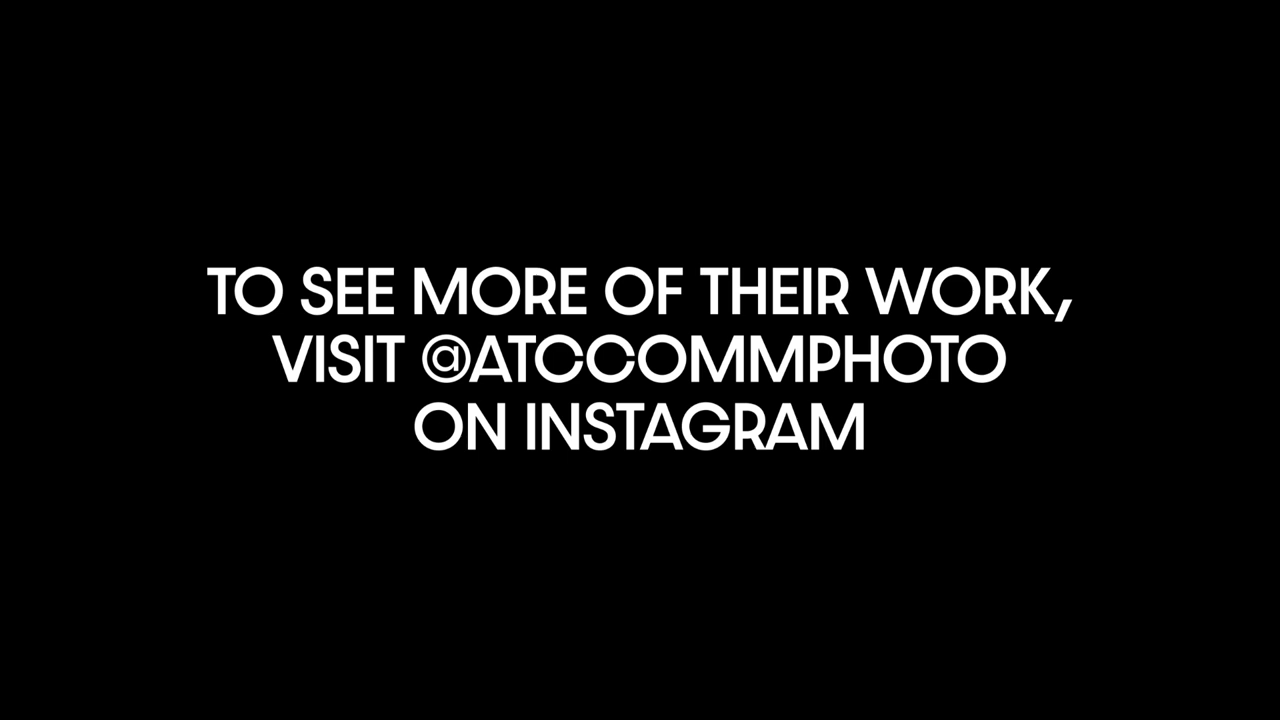 TO SEE MORE OF THEIR WORK,
VISIT @ATCCOMMPHOTO
ON INSTAGRAM